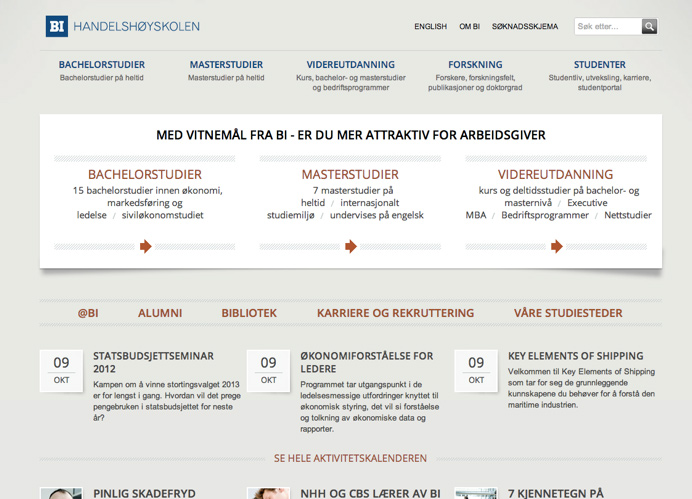 BI HANDELSHØYSKOLEN
ENGLISH OM BI SØKNADSSKJEMA Søk etter...
BACHELORSTUDIER MASTERSTUDIER VIDEREUTDANNING FORSKNING STUDENTER
Bachelorstudier på heltid Masterstudier på heltid Kurs, bachelor- og masterstudier Forskere, forskningsfelt, Studentliv, utveksling, karriere,
og bedriftsprogrammer publikasjoner og doktorgrad studentportal
MED VITNEMÅL FRA BI - ER DU MER ATTRAKTIV FOR ARBEIDSGIVER
BACHELORSTUDIER
15 bachelorstudier innen økonomi,
markedsføring og
ledelse / siviløkonomstudiet
MASTERSTUDIER
7 masterstudier på
heltid / internasjonalt
studiemiljø / undervises på engelsk
VIDEREUTDANNING
kurs og deltidsstudier på bachelor- og
masternivå / Executive
MBA / Bedriftsprogrammer / Nettstudier
@BI ALUMNI BIBLIOTEK KARRIERE OG REKRUTTERING VÅRE STUDIESTEDER
09
OKT
STATSBUDSJETTSEMINAR
2012
Kampen om å vinne stortingsvalget 2013
er for lengst i gang. Hvordan vil det prege
pengebruken i statsbudsjettet for neste
år?
09
OKT
ØKONOMIFORSTÅELSE FOR
LEDERE
Programmet tar utgangspunkt i de
ledelsesmessige utfordringer knyttet til
økonomisk styring, det vil si forståelse
og tolkning av økonomiske data og
rapporter.
09
OKT
KEY ELEMENTS OF SHIPPING
Velkommen til Key Elements of Shipping
som tar for seg de grunnleggende
kunnskapene du behøver for å forstå den
maritime industrien.
SE HELE AKTIVITETSKALENDEREN
PINLIG SKADEFRYD NHH OG CBS LÆRER AV BI 7 KJENNETEGN PÅ